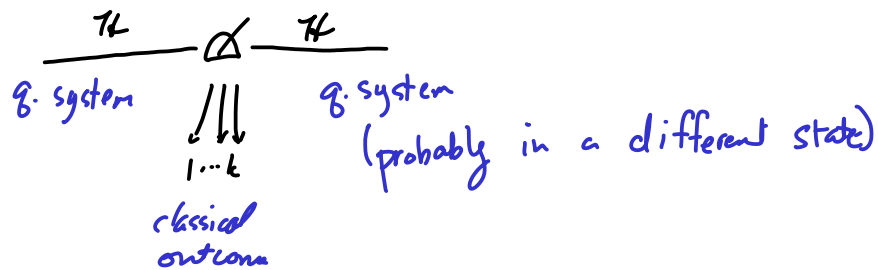 H H
q. system q. system
(probably in a different state)
1...k
classical
outcome